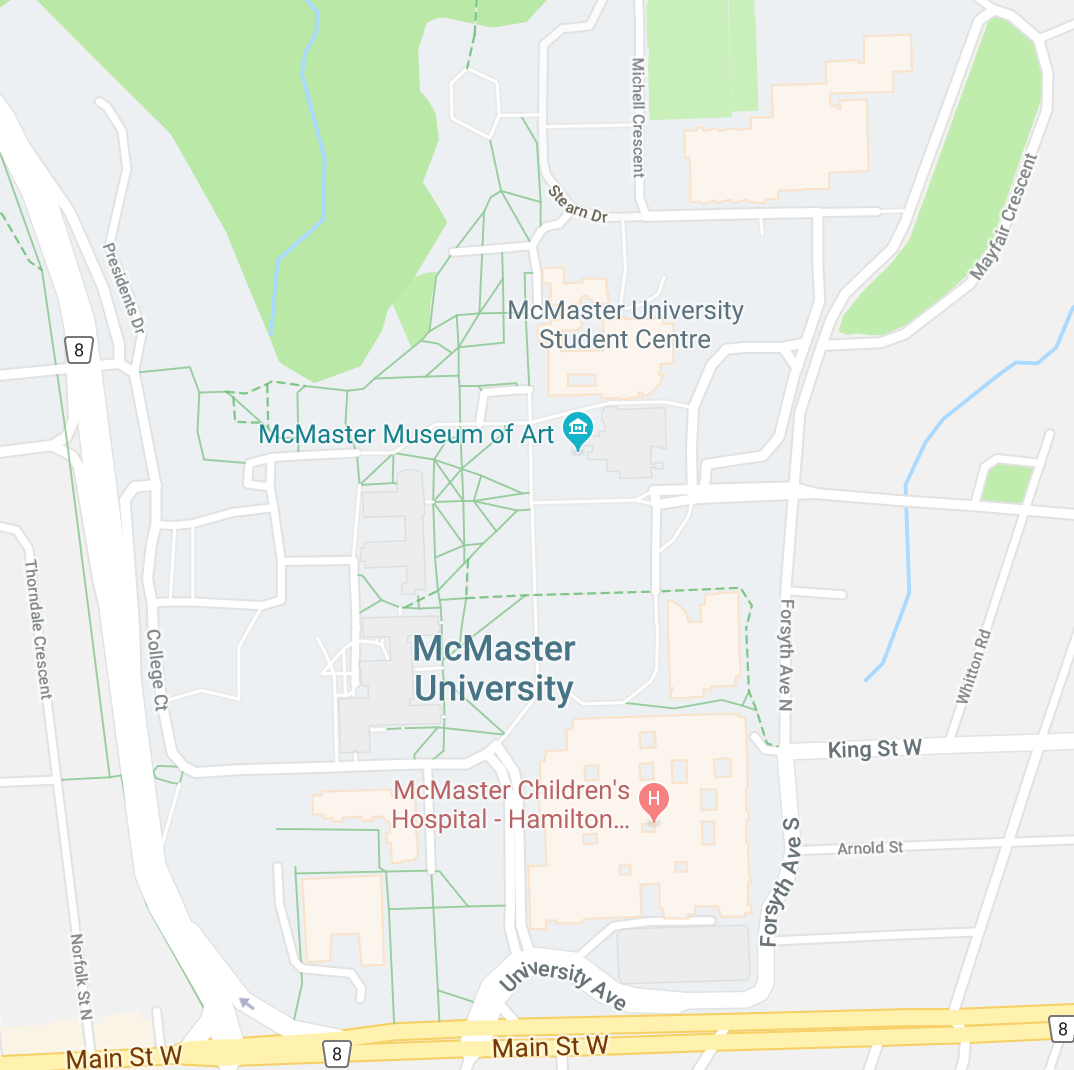 Michell Crescent
Stearn Dr
Mayfair Crescent
Presidents Dr
McMaster University
Student Centre
8
McMaster Museum of Art
Thorndale Crescent
College Ct
McMaster
University
Forsyth Ave N
Whitton Rd
King St W
McMaster Children's
Hospital - Hamilton...
H
Arnold St
Forsyth Ave S
Norfolk St N
University Ave
8
Main St W
8
Main St W